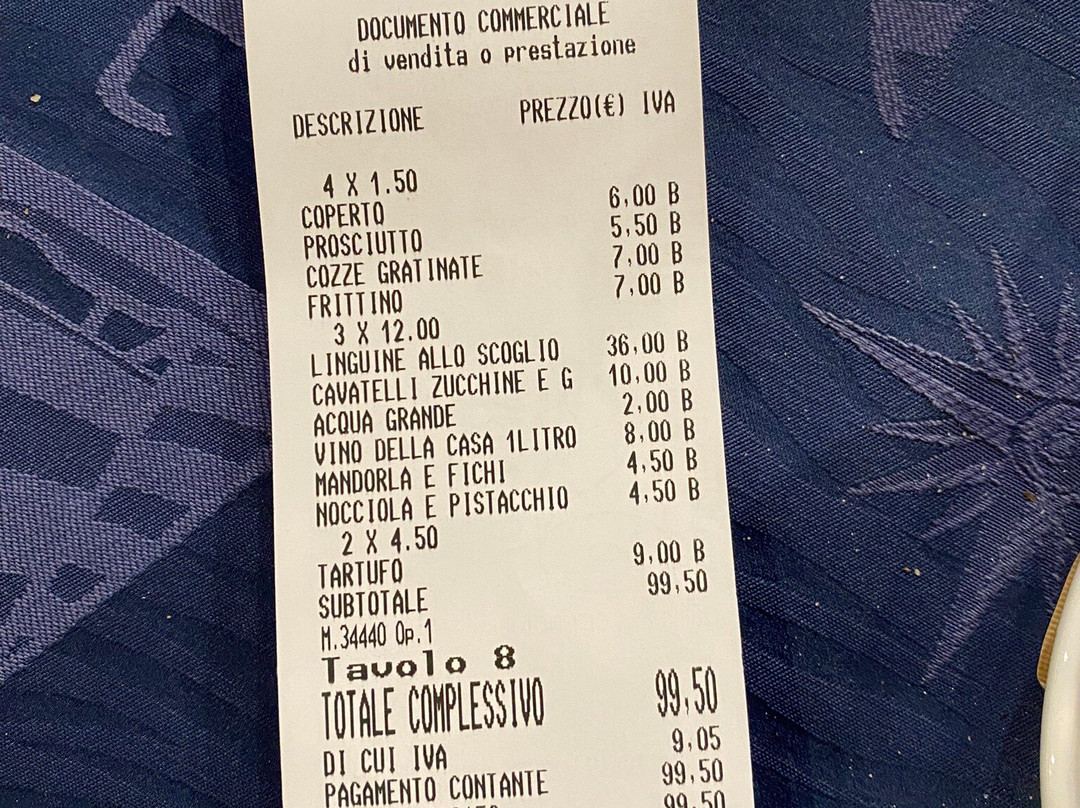 DOCUMENTO COMMERCIALE
di vendita o prestazione
DESCRIZIONE PREZZO(€) IVA
4 X 1.50
COPERTO 6,00 B
PROSCIUTTO 5,50 B
COZZE GRATINATE 7,00 B
FRITTINO 7,00 B
3 X 12.00
LINGUINE ALLO SCOGLIO 36,00 B
CAVATELLI ZUCCHINE E G 10,00 B
ACQUA GRANDE 2,00 B
VINO DELLA CASA 1LITRO 8,00 B
MANDORLA E FICHI 4,50 B
NOCCIOLA E PISTACCHIO 4,50 B
2 X 4.50
TARTUFO 9,00 B
SUBTOTALE 99,50
M.34440 Op.1
Tavolo 8
TOTALE COMPLESSIVO 99,50
DI CUI IVA 9,05
PAGAMENTO CONTANTE 99,50
99,50